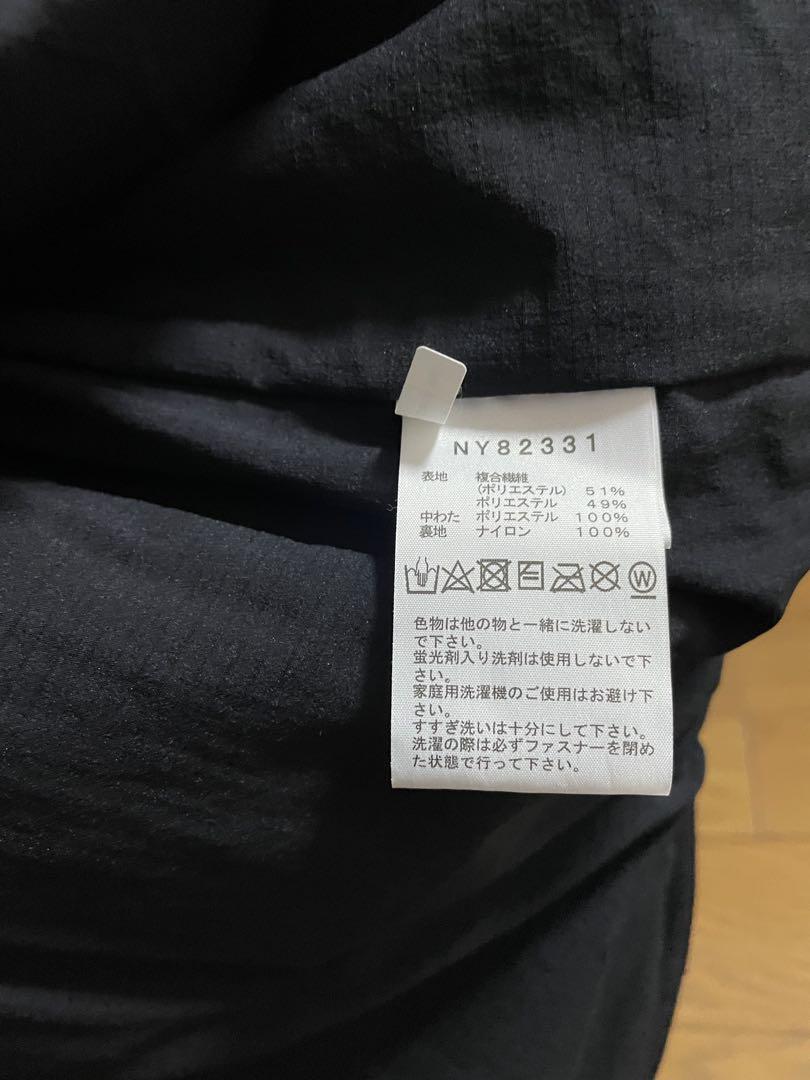 NY82331
表地 複合繊維
(ポリエステル) 51%
ポリエステル 49%
中わた ポリエステル 100%
裏地 ナイロン 100%
W
色物は他の物と一緒に洗濯しない
で下さい。
蛍光剤入り洗剤は使用しないで下
さい。
家庭用洗濯機のご使用はお避け下
さい。
すすぎ洗いは十分にして下さい。
洗濯の際は必ずファスナーを閉め
た状態で行って下さい。